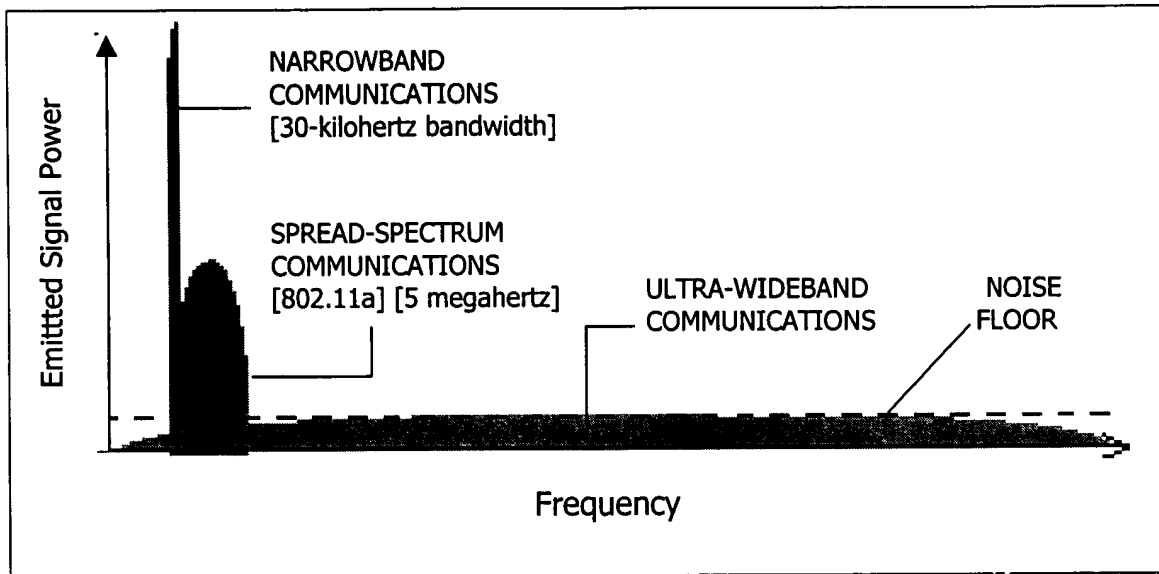 NARROWBAND
COMMUNICATIONS
[30-kilohertz bandwidth]
SPREAD-SPECTRUM
COMMUNICATIONS
[802.11a] [5 megahertz]
ULTRA-WIDEBAND
COMMUNICATIONS
NOISE
FLOOR
Emittted Signal Power
Frequency